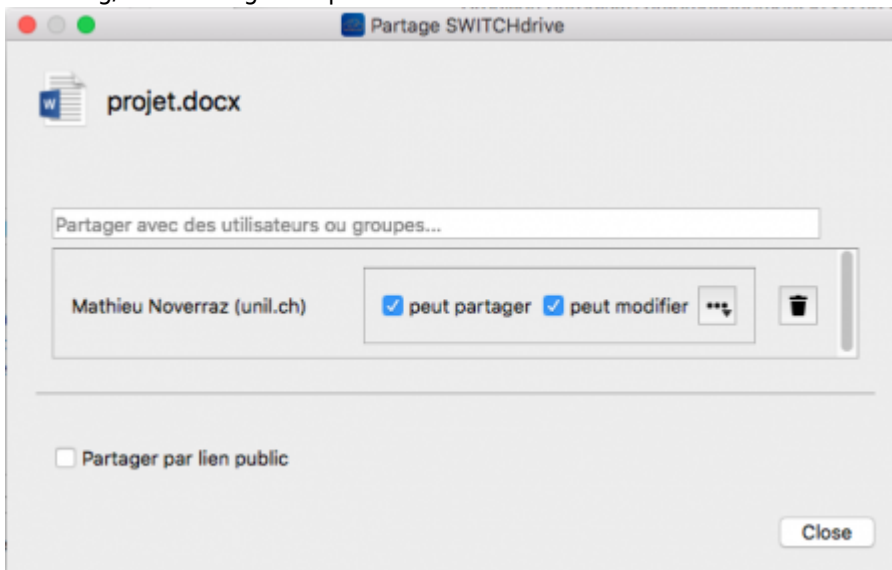 Partage SWITCHdrive
projet.docx
Partager avec des utilisateurs ou groupes...
Mathieu Noverraz (unil.ch) peut partager peut modifier
Partager par lien public
Close